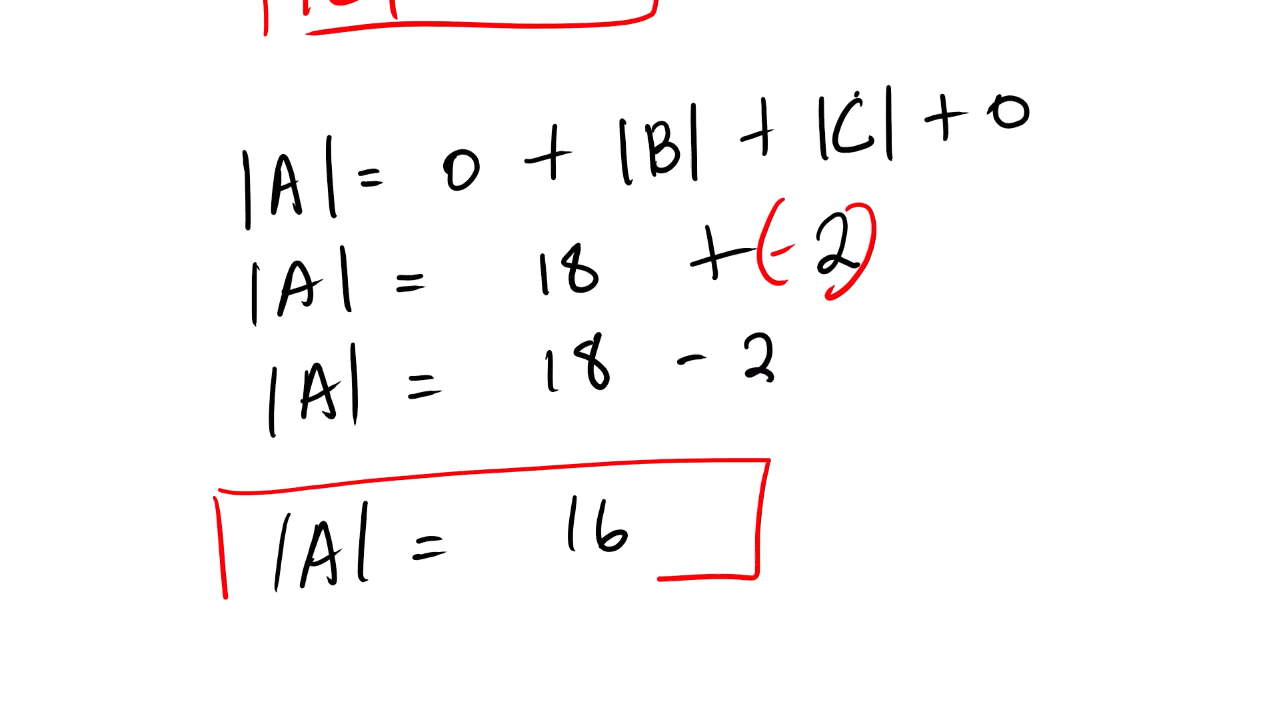 |A| = 0 + |B| + |C| + 0
|A| = 18 + (-2)
|A| = 18 - 2
|A| = 16